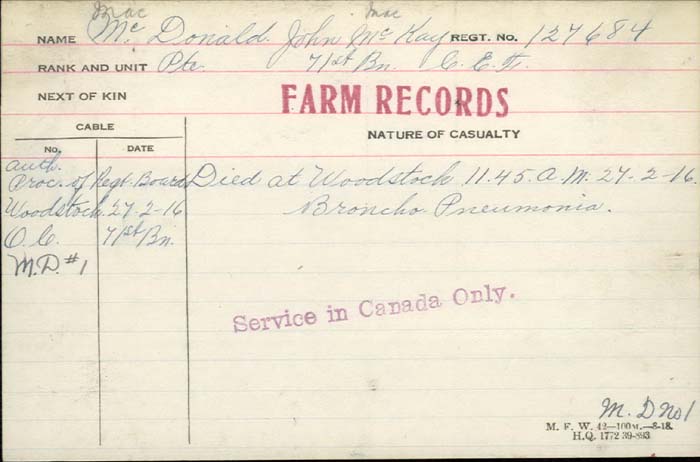 Mac mac
NAME Mc Donald John Mc Kay REGT. NO. 127684
RANK AND UNIT Pte. 71st Bn. C.E.F.
NEXT OF KIN FARM RECORDS
CABLE
NATURE OF CASUALTY
NO. DATE
auth.
Proc. of Regt. Board Died at Woodstock 11.45. A.M. 27-2-16.
Woodstock 27-2-16 Broncho-Pneumonia.
O.C. 71st Bn.
M.D. #1
Service in Canada Only.
M. D No 1
M. F. W. 42—100M.—8-18.
H.Q. 1772 39-893